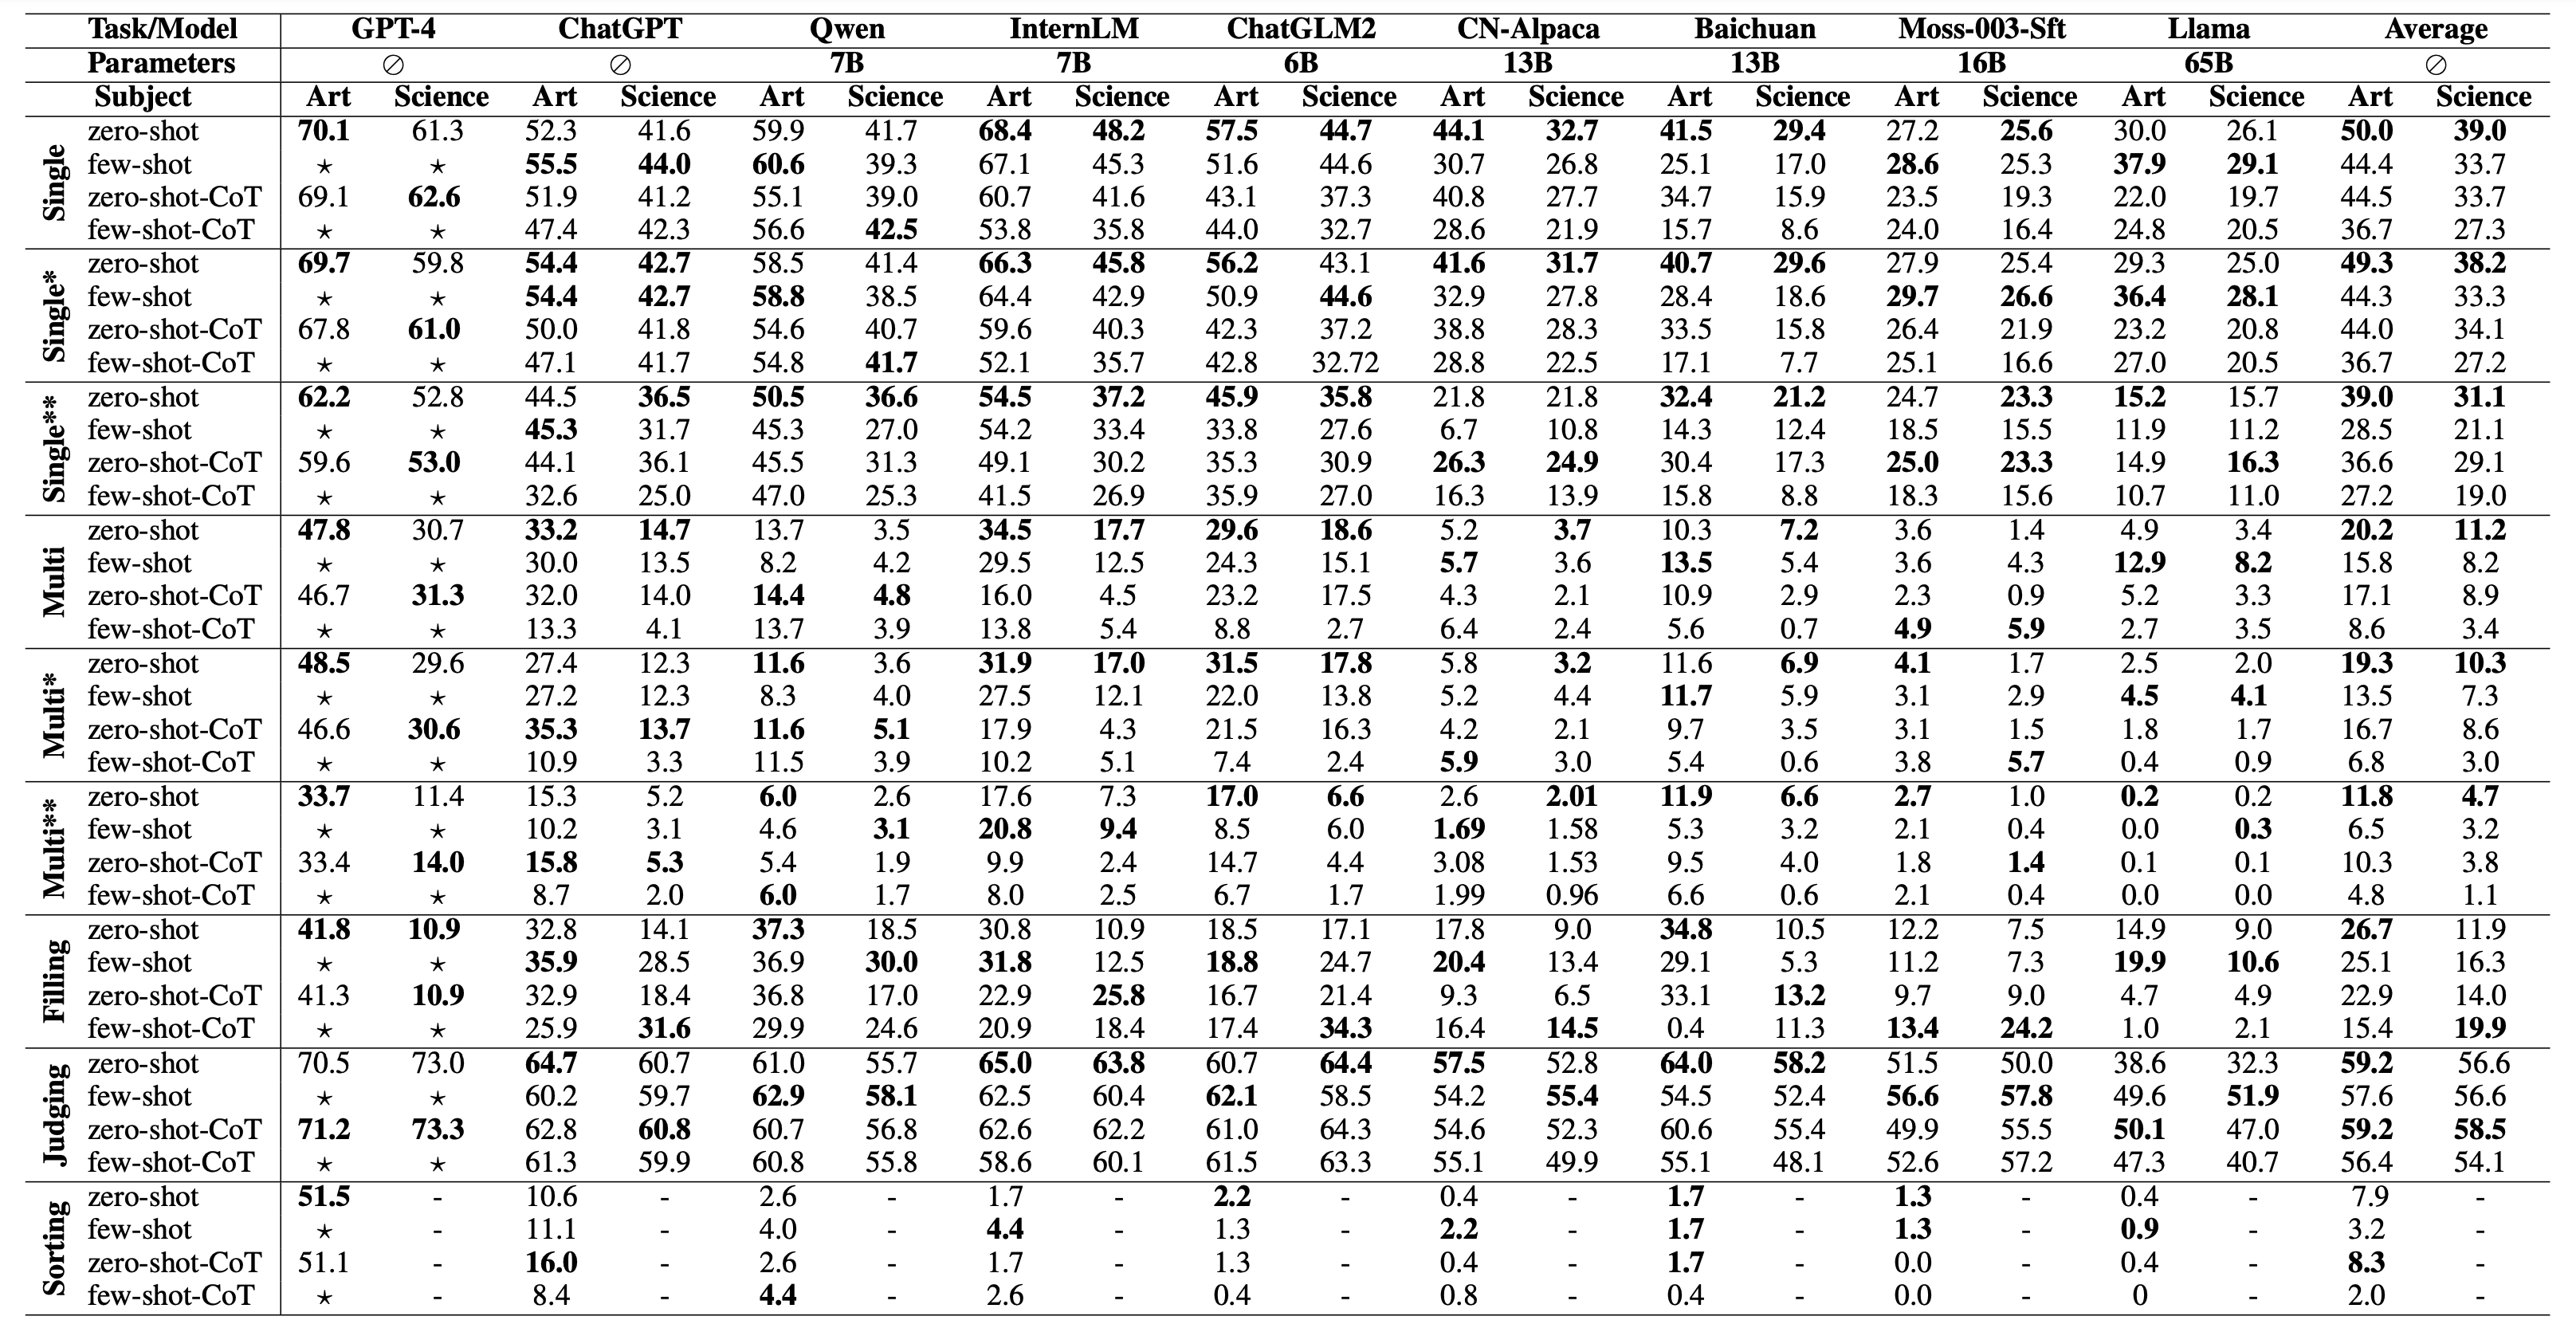 Task/Model GPT-4 ChatGPT Qwen InternLM ChatGLM2 CN-Alpaca Baichuan Moss-003-Sft Llama Average
Parameters ∅ ∅ 7B 7B 6B 13B 13B 16B 65B ∅
Subject Art Science Art Science Art Science Art Science Art Science Art Science Art Science Art Science Art Science Art Science
Single
zero-shot 70.1 61.3 52.3 41.6 59.9 41.7 68.4 48.2 57.5 44.7 44.1 32.7 41.5 29.4 27.2 25.6 30.0 26.1 50.0 39.0
few-shot ⋆ ⋆ 55.5 44.0 60.6 39.3 67.1 45.3 51.6 44.6 30.7 26.8 25.1 17.0 28.6 25.3 37.9 29.1 44.4 33.7
zero-shot-CoT 69.1 62.6 51.9 41.2 55.1 39.0 60.7 41.6 43.1 37.3 40.8 27.7 34.7 15.9 23.5 19.3 22.0 19.7 44.5 33.7
few-shot-CoT ⋆ ⋆ 47.4 42.3 56.6 42.5 53.8 35.8 44.0 32.7 28.6 21.9 15.7 8.6 24.0 16.4 24.8 20.5 36.7 27.3
Single*
zero-shot 69.7 59.8 54.4 42.7 58.5 41.4 66.3 45.8 56.2 43.1 41.6 31.7 40.7 29.6 27.9 25.4 29.3 25.0 49.3 38.2
few-shot ⋆ ⋆ 54.4 42.7 58.8 38.5 64.4 42.9 50.9 44.6 32.9 27.8 28.4 18.6 29.7 26.6 36.4 28.1 44.3 33.3
zero-shot-CoT 67.8 61.0 50.0 41.8 54.6 40.7 59.6 40.3 42.3 37.2 38.8 28.3 33.5 15.8 26.4 21.9 23.2 20.8 44.0 34.1
few-shot-CoT ⋆ ⋆ 47.1 41.7 54.8 41.7 52.1 35.7 42.8 32.72 28.8 22.5 17.1 7.7 25.1 16.6 27.0 20.5 36.7 27.2
Single**
zero-shot 62.2 52.8 44.5 36.5 50.5 36.6 54.5 37.2 45.9 35.8 21.8 21.8 32.4 21.2 24.7 23.3 15.2 15.7 39.0 31.1
few-shot ⋆ ⋆ 45.3 31.7 45.3 27.0 54.2 33.4 33.8 27.6 6.7 10.8 14.3 12.4 18.5 15.5 11.9 11.2 28.5 21.1
zero-shot-CoT 59.6 53.0 44.1 36.1 45.5 31.3 49.1 30.2 35.3 30.9 26.3 24.9 30.4 17.3 25.0 23.3 14.9 16.3 36.6 29.1
few-shot-CoT ⋆ ⋆ 32.6 25.0 47.0 25.3 41.5 26.9 35.9 27.0 16.3 13.9 15.8 8.8 18.3 15.6 10.7 11.0 27.2 19.0
Multi
zero-shot 47.8 30.7 33.2 14.7 13.7 3.5 34.5 17.7 29.6 18.6 5.2 3.7 10.3 7.2 3.6 1.4 4.9 3.4 20.2 11.2
few-shot ⋆ ⋆ 30.0 13.5 8.2 4.2 29.5 12.5 24.3 15.1 5.7 3.6 13.5 5.4 3.6 4.3 12.9 8.2 15.8 8.2
zero-shot-CoT 46.7 31.3 32.0 14.0 14.4 4.8 16.0 4.5 23.2 17.5 4.3 2.1 10.9 2.9 2.3 0.9 5.2 3.3 17.1 8.9
few-shot-CoT ⋆ ⋆ 13.3 4.1 13.7 3.9 13.8 5.4 8.8 2.7 6.4 2.4 5.6 0.7 4.9 5.9 2.7 3.5 8.6 3.4
Multi*
zero-shot 48.5 29.6 27.4 12.3 11.6 3.6 31.9 17.0 31.5 17.8 5.8 3.2 11.6 6.9 4.1 1.7 2.5 2.0 19.3 10.3
few-shot ⋆ ⋆ 27.2 12.3 8.3 4.0 27.5 12.1 22.0 13.8 5.2 4.4 11.7 5.9 3.1 2.9 4.5 4.1 13.5 7.3
zero-shot-CoT 46.6 30.6 35.3 13.7 11.6 5.1 17.9 4.3 21.5 16.3 4.2 2.1 9.7 3.5 3.1 1.5 1.8 1.7 16.7 8.6
few-shot-CoT ⋆ ⋆ 10.9 3.3 11.5 3.9 10.2 5.1 7.4 2.4 5.9 3.0 5.4 0.6 3.8 5.7 0.4 0.9 6.8 3.0
Multi**
zero-shot 33.7 11.4 15.3 5.2 6.0 2.6 17.6 7.3 17.0 6.6 2.6 2.01 11.9 6.6 2.7 1.0 0.2 0.2 11.8 4.7
few-shot ⋆ ⋆ 10.2 3.1 4.6 3.1 20.8 9.4 8.5 6.0 1.69 1.58 5.3 3.2 2.1 0.4 0.0 0.3 6.5 3.2
zero-shot-CoT 33.4 14.0 15.8 5.3 5.4 1.9 9.9 2.4 14.7 4.4 3.08 1.53 9.5 4.0 1.8 1.4 0.1 0.1 10.3 3.8
few-shot-CoT ⋆ ⋆ 8.7 2.0 6.0 1.7 8.0 2.5 6.7 1.7 1.99 0.96 6.6 0.6 2.1 0.4 0.0 0.0 4.8 1.1
Filling
zero-shot 41.8 10.9 32.8 14.1 37.3 18.5 30.8 10.9 18.5 17.1 17.8 9.0 34.8 10.5 12.2 7.5 14.9 9.0 26.7 11.9
few-shot ⋆ ⋆ 35.9 28.5 36.9 30.0 31.8 12.5 18.8 24.7 20.4 13.4 29.1 5.3 11.2 7.3 19.9 10.6 25.1 16.3
zero-shot-CoT 41.3 10.9 32.9 18.4 36.8 17.0 22.9 25.8 16.7 21.4 9.3 6.5 33.1 13.2 9.7 9.0 4.7 4.9 22.9 14.0
few-shot-CoT ⋆ ⋆ 25.9 31.6 29.9 24.6 20.9 18.4 17.4 34.3 16.4 14.5 0.4 11.3 13.4 24.2 1.0 2.1 15.4 19.9
Judging
zero-shot 70.5 73.0 64.7 60.7 61.0 55.7 65.0 63.8 60.7 64.4 57.5 52.8 64.0 58.2 51.5 50.0 38.6 32.3 59.2 56.6
few-shot ⋆ ⋆ 60.2 59.7 62.9 58.1 62.5 60.4 62.1 58.5 54.2 55.4 54.5 52.4 56.6 57.8 49.6 51.9 57.6 56.6
zero-shot-CoT 71.2 73.3 62.8 60.8 60.7 56.8 62.6 62.2 61.0 64.3 54.6 52.3 60.6 55.4 49.9 55.5 50.1 47.0 59.2 58.5
few-shot-CoT ⋆ ⋆ 61.3 59.9 60.8 55.8 58.6 60.1 61.5 63.3 55.1 49.9 55.1 48.1 52.6 57.2 47.3 40.7 56.4 54.1
Sorting
zero-shot 51.5 - 10.6 - 2.6 - 1.7 - 2.2 - 0.4 - 1.7 - 1.3 - 0.4 - 7.9 -
few-shot ⋆ - 11.1 - 4.0 - 4.4 - 1.3 - 2.2 - 1.7 - 1.3 - 0.9 - 3.2 -
zero-shot-CoT 51.1 - 16.0 - 2.6 - 1.7 - 1.3 - 0.4 - 1.7 - 0.0 - 0.4 - 8.3 -
few-shot-CoT ⋆ - 8.4 - 4.4 - 2.6 - 0.4 - 0.8 - 0.4 - 0.0 - 0 - 2.0 -